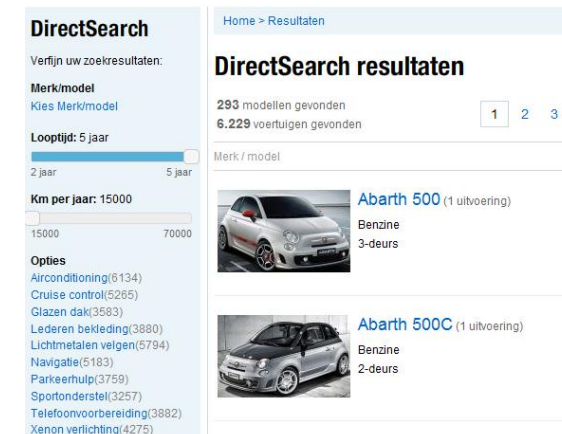 DirectSearch
Verfijn uw zoekresultaten:
Merk/model
Kies Merk/model
Looptijd: 5 jaar
2 jaar 5 jaar
Km per jaar: 15000
15000 70000
Opties
Airconditioning(6134)
Cruise control(5265)
Glazen dak(3583)
Lederen bekleding(3880)
Lichtmetalen velgen(5794)
Navigatie(5183)
Parkeerhulp(3759)
Sportonderstel(3257)
Telefoonvoorbereiding(3882)
Xenon verlichting(4275)
Home > Resultaten
DirectSearch resultaten
293 modellen gevonden
6.229 voertuigen gevonden
1 2 3
Merk / model
Abarth 500 (1 uitvoering)
Benzine
3-deurs
Abarth 500C (1 uitvoering)
Benzine
2-deurs